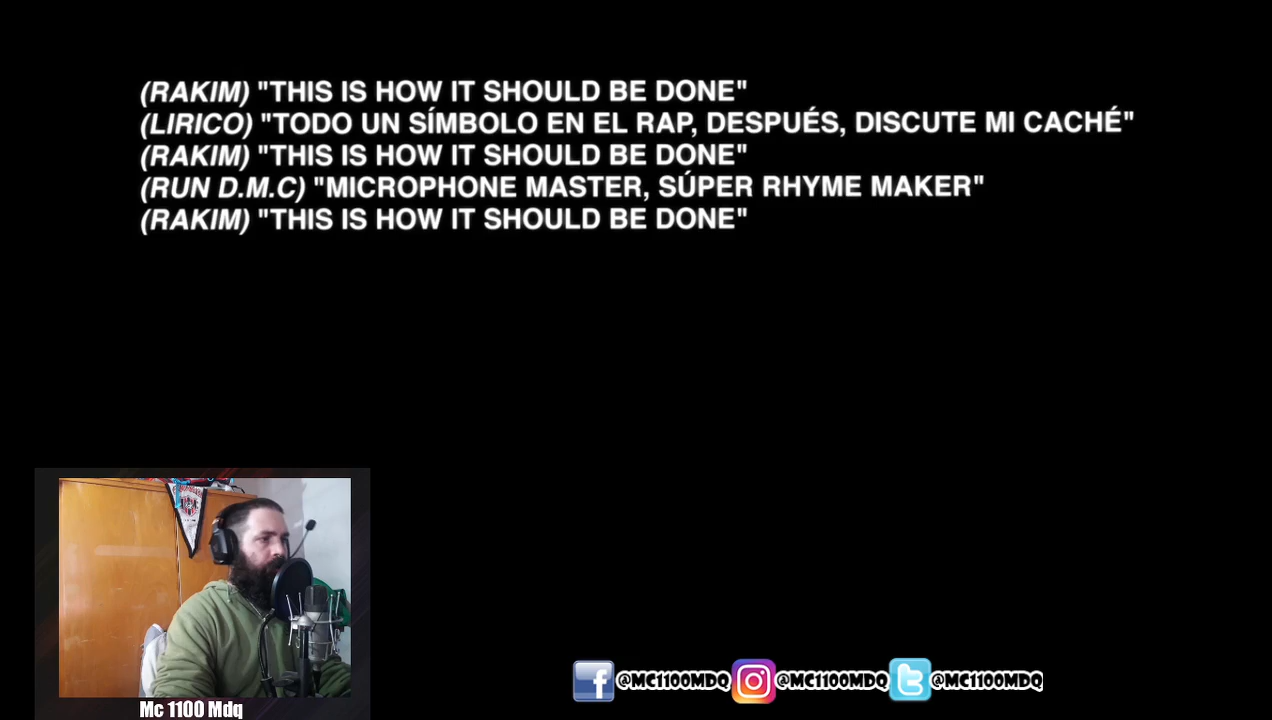 (RAKIM) "THIS IS HOW IT SHOULD BE DONE"
(LIRICO) "TODO UN SÍMBOLO EN EL RAP, DESPUÉS, DISCUTE MI CACHÉ"
(RAKIM) "THIS IS HOW IT SHOULD BE DONE"
(RUN D.M.C) "MICROPHONE MASTER, SÚPER RHYME MAKER"
(RAKIM) "THIS IS HOW IT SHOULD BE DONE"
Mc 1100 Mdq
@MC1100MDQ @MC1100MDQ @MC1100MDQ